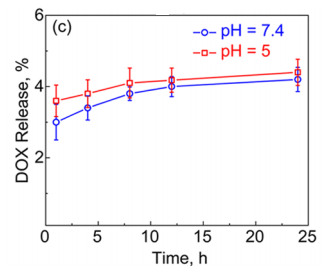 6
(c)
pH = 7.4
pH = 5
4
2
DOX Release, %
0
5
10
15
20
25
Time, h